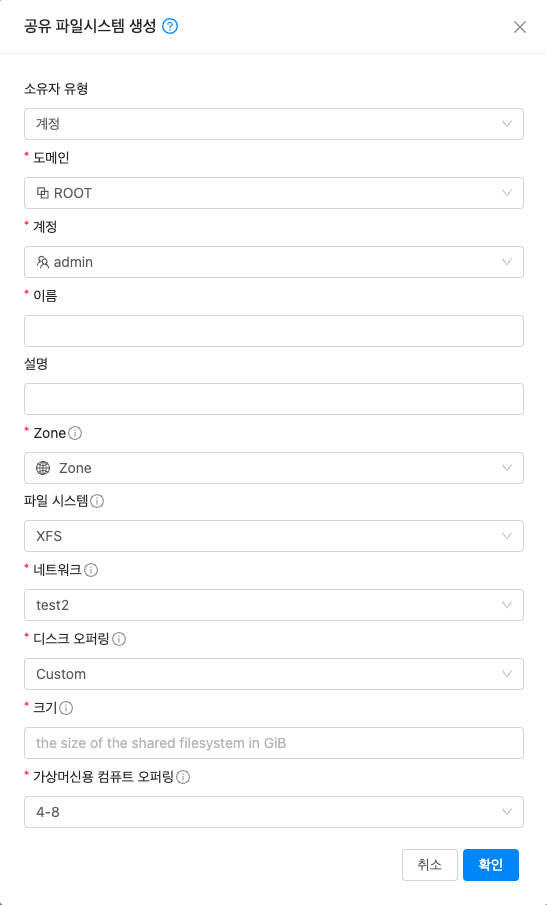 공유 파일시스템 생성
소유자 유형
계정
* 도메인
ROOT
* 계정
admin
* 이름
설명
* Zone
Zone
파일 시스템
XFS
* 네트워크
test2
* 디스크 오퍼링
Custom
* 크기
the size of the shared filesystem in GiB
* 가상머신용 컴퓨트 오퍼링
4-8
취소 확인